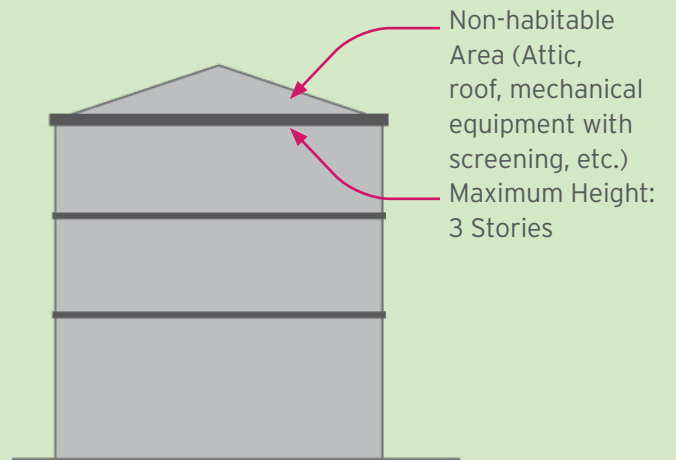 Non-habitable
Area (Attic,
roof, mechanical
equipment with
screening, etc.)
Maximum Height:
3 Stories